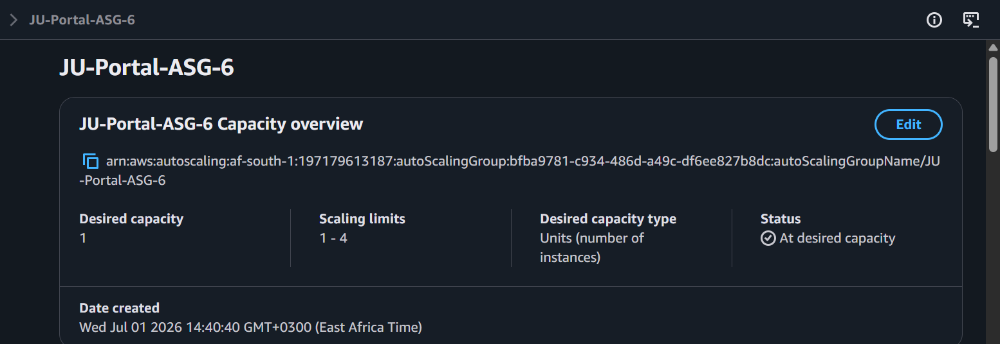 JU-Portal-ASG-6
JU-Portal-ASG-6
JU-Portal-ASG-6 Capacity overview
Edit
arn:aws:autoscaling:af-south-1:197179613187:autoScalingGroup:bfba9781-c934-486d-a49c-df6ee827b8dc:autoScalingGroupName/JU
-Portal-ASG-6
Desired capacity
1
Scaling limits
1 - 4
Desired capacity type
Units (number of
instances)
Status
At desired capacity
Date created
Wed Jul 01 2026 14:40:40 GMT+0300 (East Africa Time)